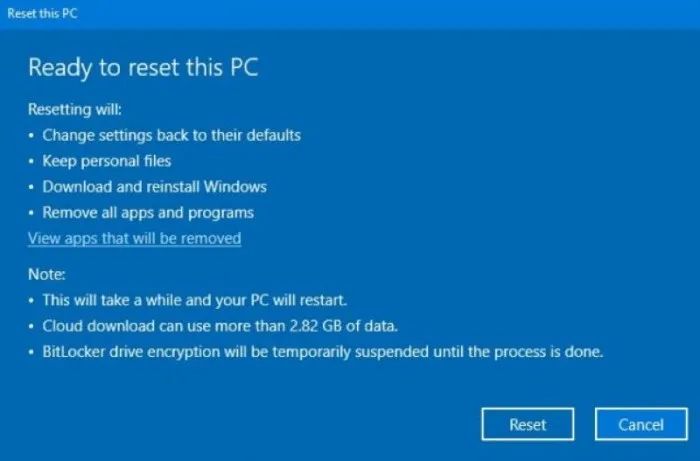 Reset this PC
Ready to reset this PC
Resetting will:
• Change settings back to their defaults
• Keep personal files
• Download and reinstall Windows
• Remove all apps and programs
View apps that will be removed
Note:
• This will take a while and your PC will restart.
• Cloud download can use more than 2.82 GB of data.
• BitLocker drive encryption will be temporarily suspended until the process is done.
Reset Cancel